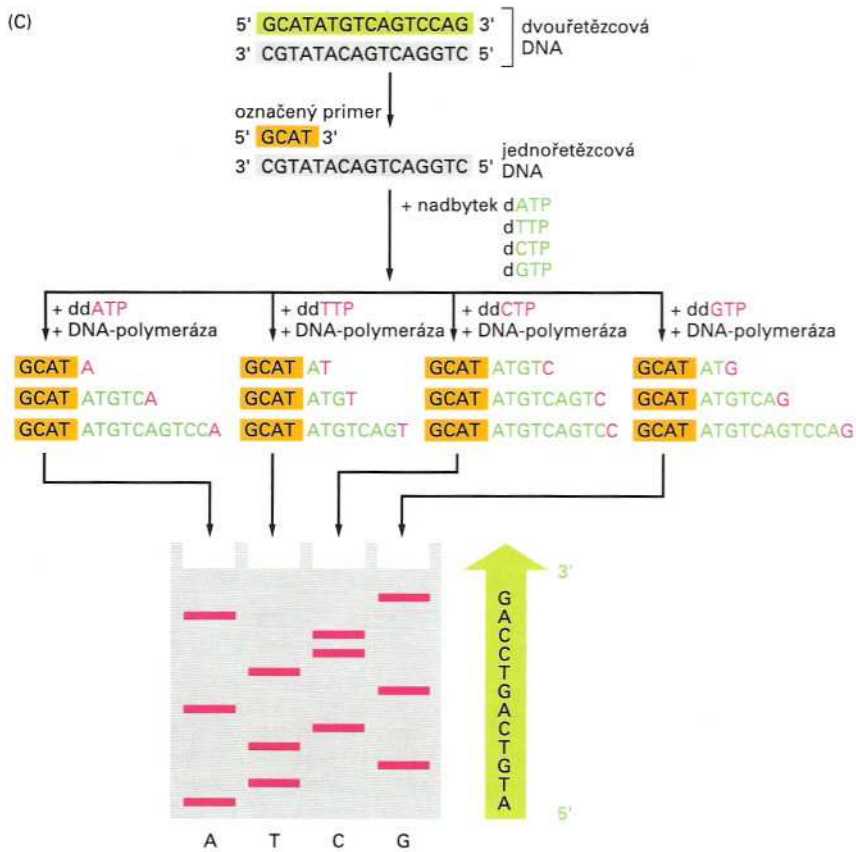 (C)
5' GCATATGTCAGTCCAG 3'
3' CGTATACAGTCAGGTC 5'
dvouřetězcová
DNA
označený primer
5' GCAT 3'
3' CGTATACAGTCAGGTC 5'
jednořetězcová
DNA
+ nadbytek dATP
dTTP
dCTP
dGTP
+ ddATP
+ DNA-polymeráza
GCAT A
GCAT ATGTCA
GCAT ATGTCAGTCCA
+ ddTTP
+ DNA-polymeráza
GCAT AT
GCAT ATGT
GCAT ATGTCAGT
+ ddCTP
+ DNA-polymeráza
GCAT ATGTC
GCAT ATGTCAGTC
GCAT ATGTCAGTCC
+ ddGTP
+ DNA-polymeráza
GCAT ATG
GCAT ATGTCAG
GCAT ATGTCAGTCCAG
A T C G
3'
G
A
C
C
T
G
A
C
T
G
T
A
5'